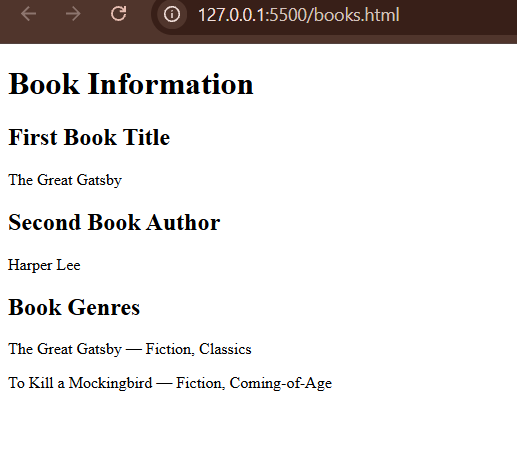 127.0.0.1:5500/books.html
Book Information
First Book Title
The Great Gatsby
Second Book Author
Harper Lee
Book Genres
The Great Gatsby — Fiction, Classics
To Kill a Mockingbird — Fiction, Coming-of-Age